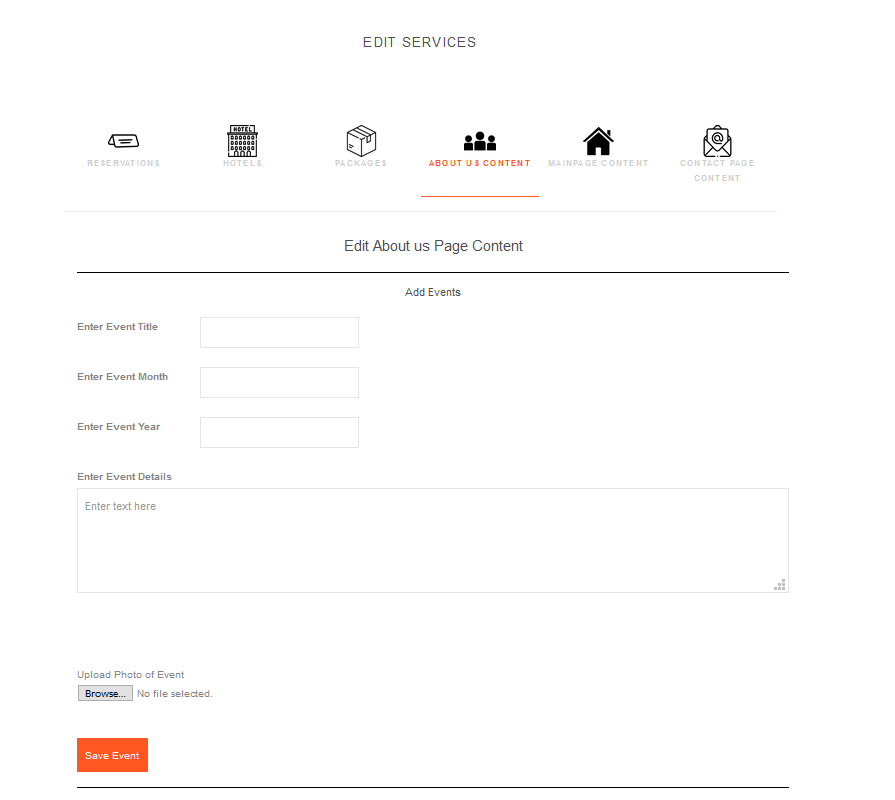 EDIT SERVICES
HOTEL
RESERVATIONS
HOTELS
PACKAGES
ABOUT US CONTENT
MAINPAGE CONTENT
CONTACT PAGE
CONTENT
Edit About us Page Content
Add Events
Enter Event Title
Enter Event Month
Enter Event Year
Enter Event Details
Enter text here
Upload Photo of Event
Browse... No file selected.
Save Event